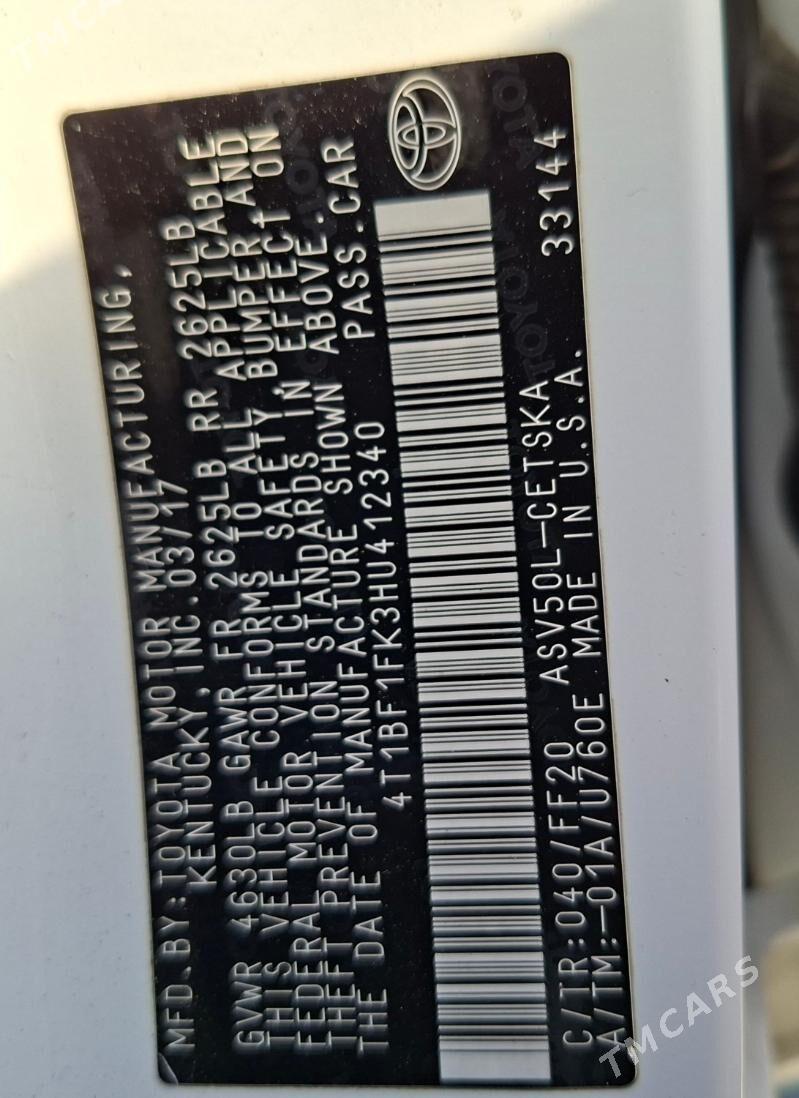 MFD.BY:TOYOTA MOTOR MANUFACTURING,
KENTUCKY, INC.03/17
GVWR 4630LB GAWR FR 2625LB RR 2625LB
THIS VEHICLE CONFORMS TO ALL APPLICABLE
FEDERAL MOTOR VEHICLE SAFETY, BUMPER, AND
THEFT PREVENTION STANDARDS IN EFFECT ON
THE DATE OF MANUFACTURE SHOWN ABOVE.
4T1BF1FK3HU412340 PASS.CAR
C/TR:040/FF20 ASV50L-CETSKA
A/TM:-01A/U760E MADE IN U.S.A. 33144
TMCARS
TMCARS